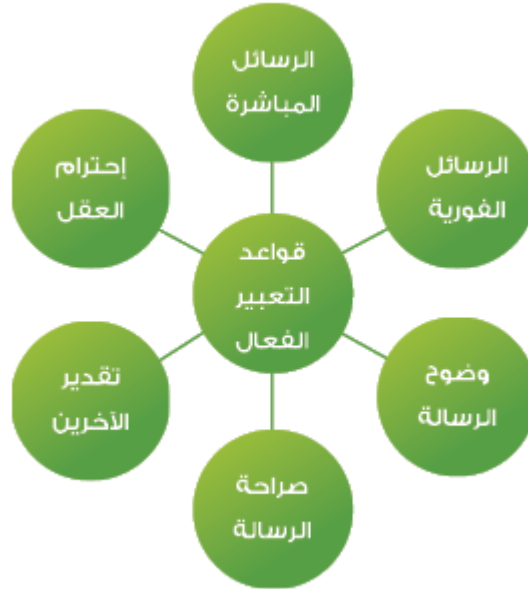 الرسائل
المباشرة
الرسائل
الفورية
إحترام
العقل
قواعد
التعبير
الفعال
وضوح
الرسالة
تقدير
الآخرين
صراحة
الرسالة